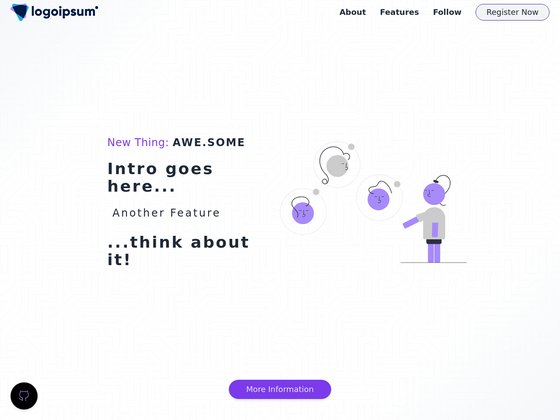 logoipsum
About Features Follow Register Now
New Thing: AWE.SOME
Intro goes
here...
Another Feature
...think about
it!
More Information